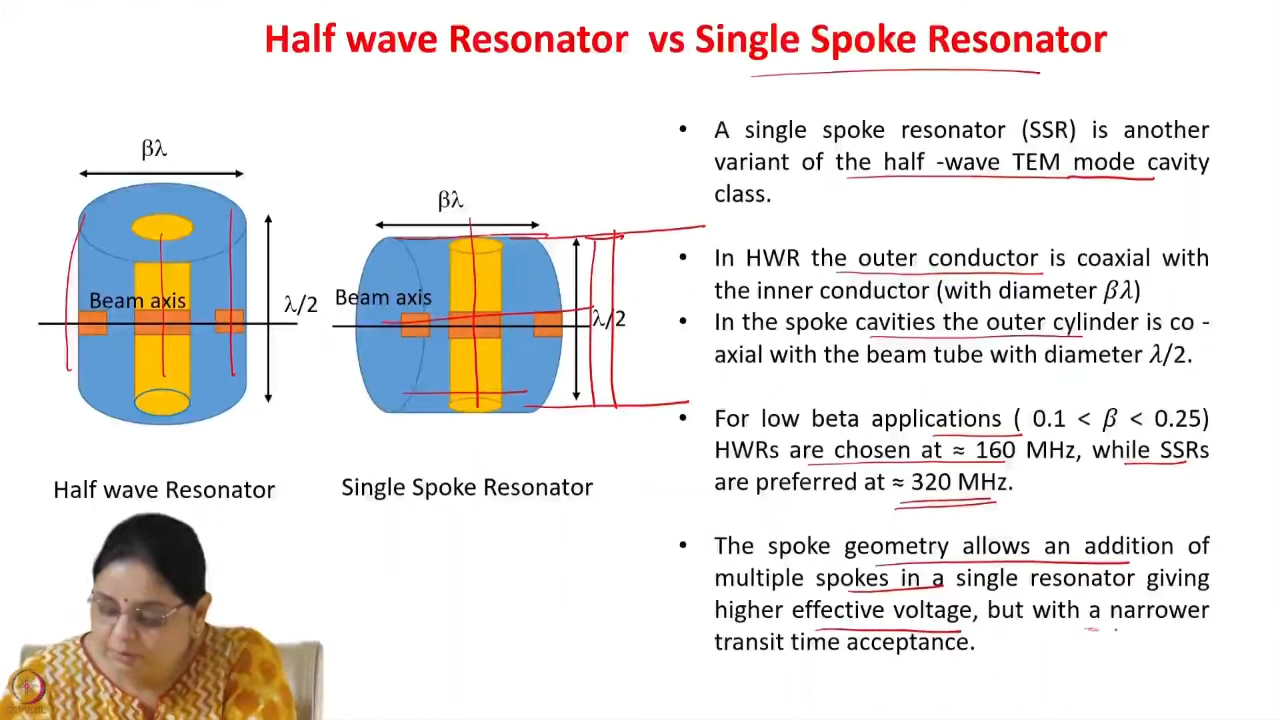 Half wave Resonator vs Single Spoke Resonator
βλ
Beam axis
λ/2
Half wave Resonator
βλ
Beam axis
λ/2
Single Spoke Resonator
• A single spoke resonator (SSR) is another
variant of the half -wave TEM mode cavity
class.
• In HWR the outer conductor is coaxial with
the inner conductor (with diameter βλ)
• In the spoke cavities the outer cylinder is co -
axial with the beam tube with diameter λ/2.
• For low beta applications ( 0.1 < β < 0.25)
HWRs are chosen at ≈ 160 MHz, while SSRs
are preferred at ≈ 320 MHz.
• The spoke geometry allows an addition of
multiple spokes in a single resonator giving
higher effective voltage, but with a narrower
transit time acceptance.